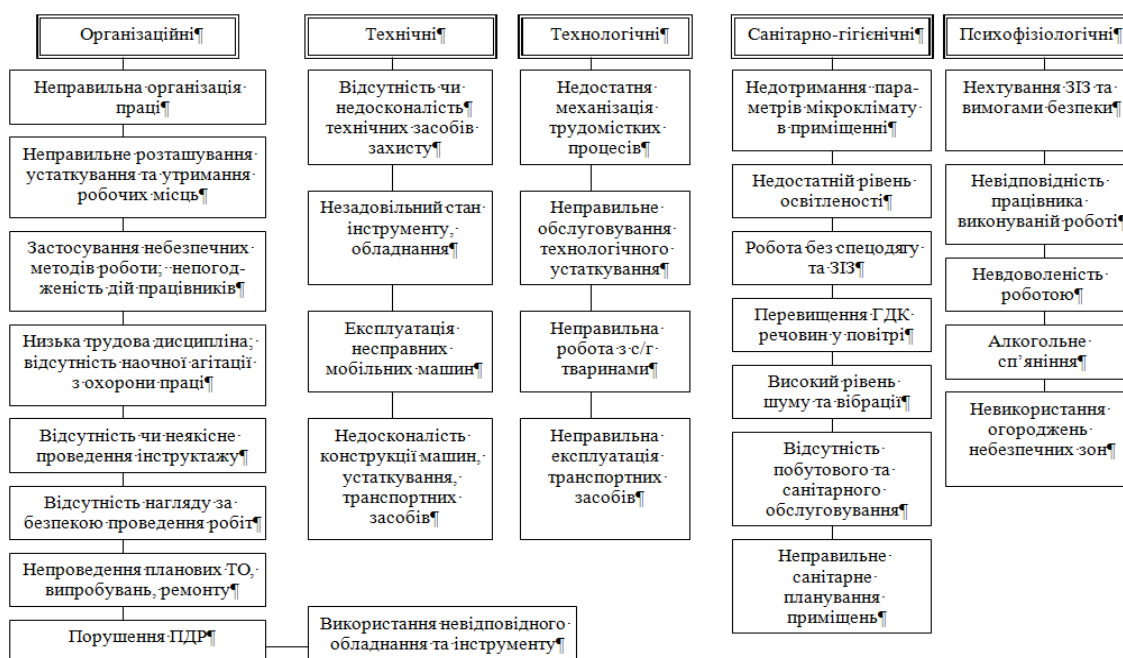 Організаційні¶
Неправильна·організація·
праці¶
Неправильне·розташування·
устаткування·та·утримання·
робочих·місць¶
Застосування·небезпечних·
методів·роботи;··непогод-
женість·дій·працівників¶
Низька·трудова·дисципліна;·
відсутність·наочної·агітації·
з·охорони·праці¶
Відсутність·чи·неякісне·
проведення·інструктажу¶
Відсутність·нагляду·за·
безпекою·проведення·робіт¶
Непроведення·планових·ТО,·
випробувань,·ремонту¶
Порушення·ПДР¶
Використання·невідповідного·
обладнання·та·інструменту¶
Технічні¶
Відсутність·чи·
недосконалість·
технічних·засобів·
захисту¶
Незадовільний·стан·
інструменту,·
обладнання¶
Експлуатація·
несправних·
мобільних·машин¶
Недосконалість·
конструкції·машин,·
устаткування,·
транспортних·
засобів¶
Технологічні¶
Недостатня·
механізація·
трудомістких·
процесів¶
Неправильне·
обслуговування·
технологічного·
устаткування¶
Неправильна·
робота·з·с/г·
тваринами¶
Неправильна·
експлуатація·
транспортних·
засобів¶
Санітарно-гігієнічні¶
Недотримання·пара-
метрів·мікроклімату·
в·приміщенні¶
Недостатній·рівень·
освітленості¶
Робота·без·спецодягу·
та·ЗІЗ¶
Перевищення·ГДК·
речовин·у·повітрі¶
Високий·рівень·
шуму·та·вібрації¶
Відсутність·
побутового·та·
санітарного·
обслуговування¶
Неправильне·
санітарне·
планування·
приміщень¶
Психофізіологічні¶
Нехтування·ЗІЗ·та·
вимогами·безпеки¶
Невідповідність·
працівника·
виконуваній·роботі¶
Невдоволеність·
роботою¶
Алкогольне·
сп’яніння¶
Невикористання·
огороджень·
небезпечних·зон¶